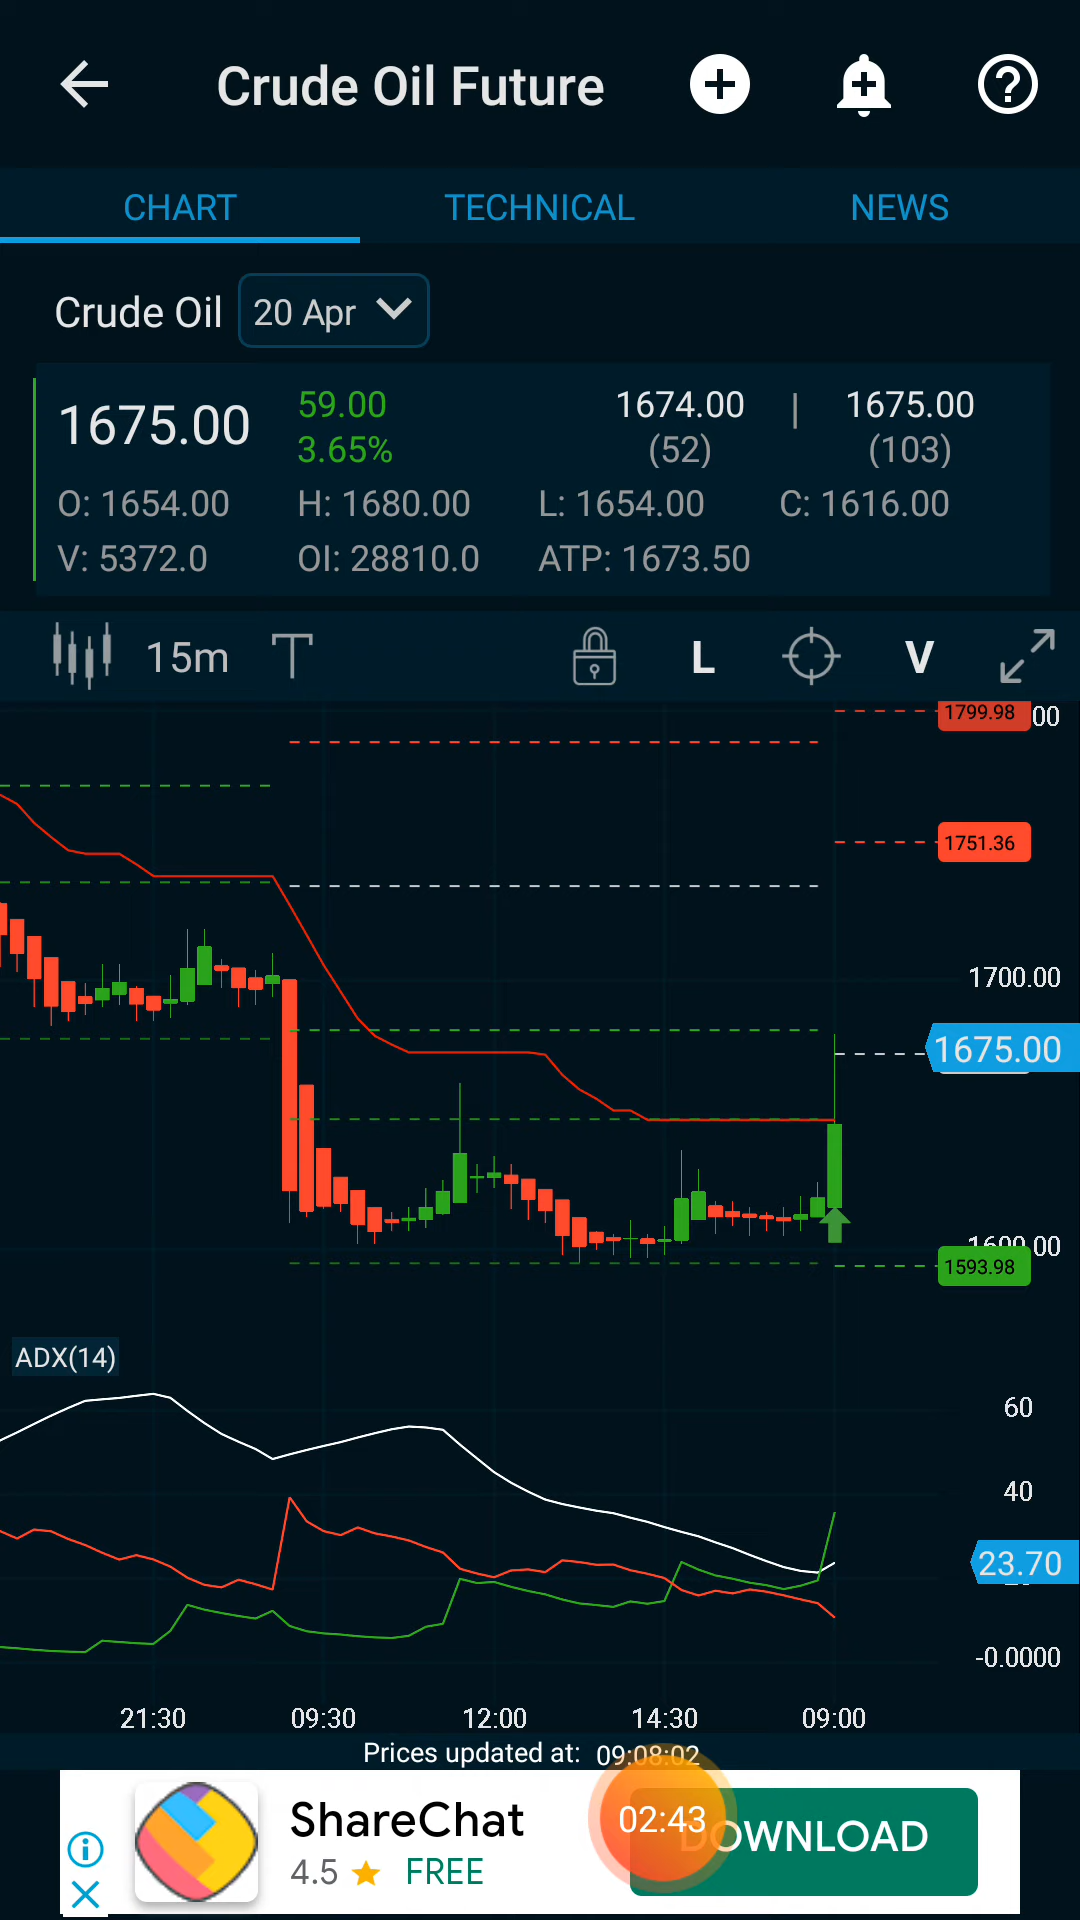 Crude Oil Future
CHART TECHNICAL NEWS
Crude Oil 20 Apr
1675.00 59.00 1674.00 | 1675.00
3.65% (52) (103)
O: 1654.00 H: 1680.00 L: 1654.00 C: 1616.00
V: 5372.0 OI: 28810.0 ATP: 1673.50
15m T L V
1799.98 00
1751.36
1700.00
1675.00
1600.00
1593.98
ADX(14)
60
40
23.70
-0.0000
21:30 09:30 12:00 14:30 09:00
Prices updated at: 09:08:02
ShareChat
02:43
DOWNLOAD
4.5 FREE